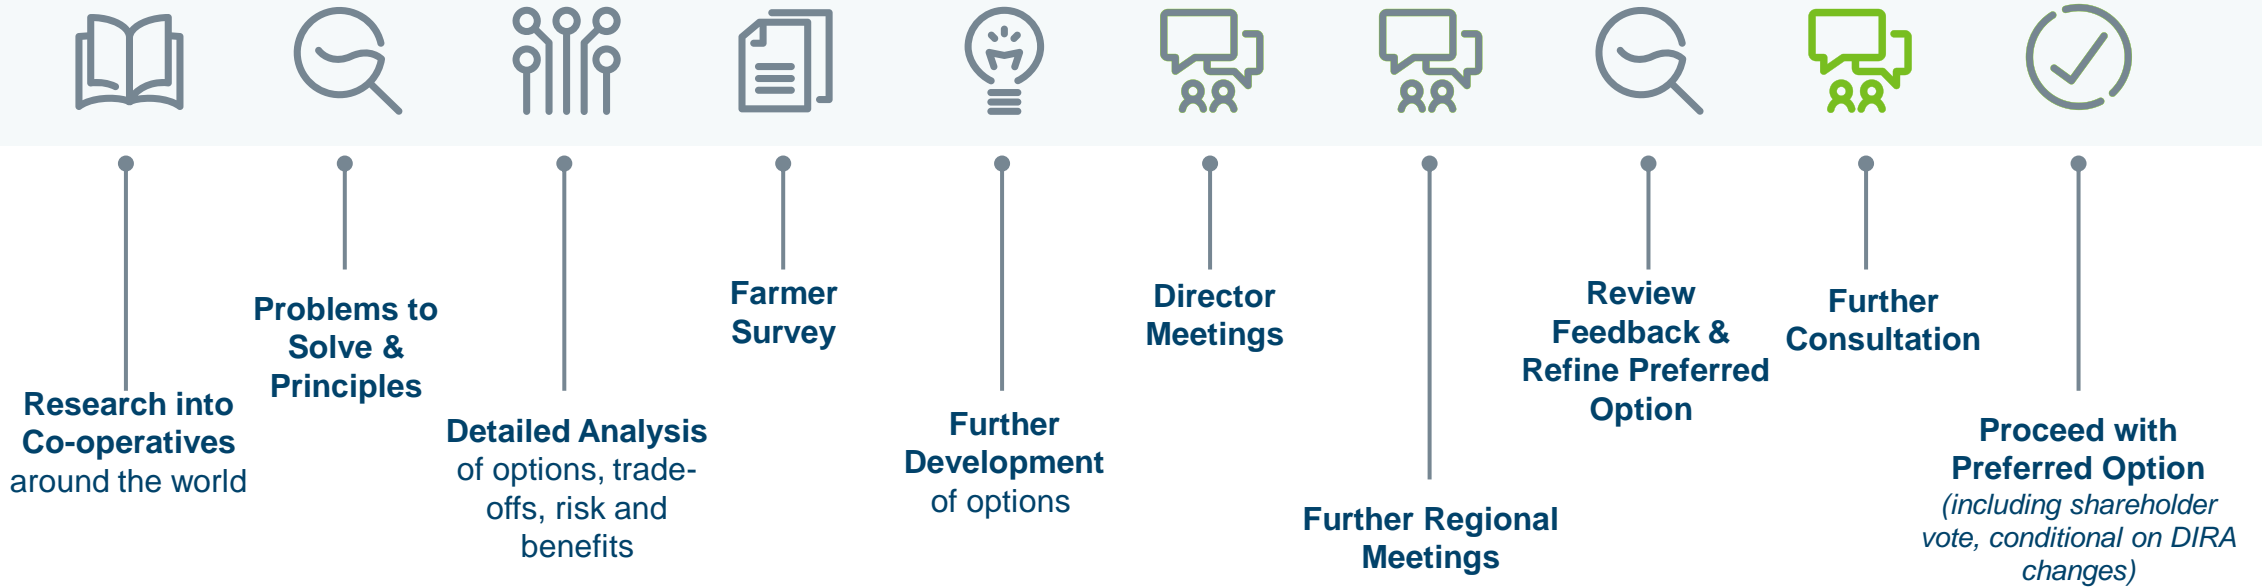 Research into
Co-operatives
around the world
Problems to
Solve &
Principles
Detailed Analysis
of options, trade-
offs, risk and
benefits
Farmer
Survey
Further
Development
of options
Director
Meetings
Further Regional
Meetings
Review
Feedback &
Refine Preferred
Option
Further
Consultation
Proceed with
Preferred Option
(including shareholder
vote, conditional on DIRA
changes)